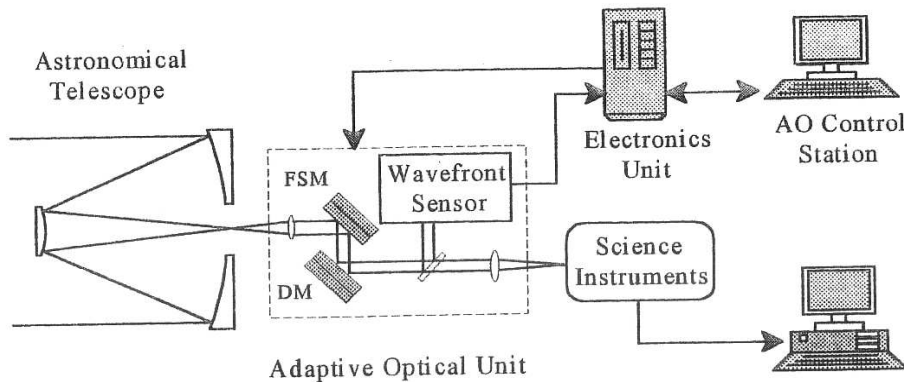 Astronomical
Telescope
FSM
Wavefront
Sensor
DM
Adaptive Optical Unit
Electronics
Unit
AO Control
Station
Science
Instruments